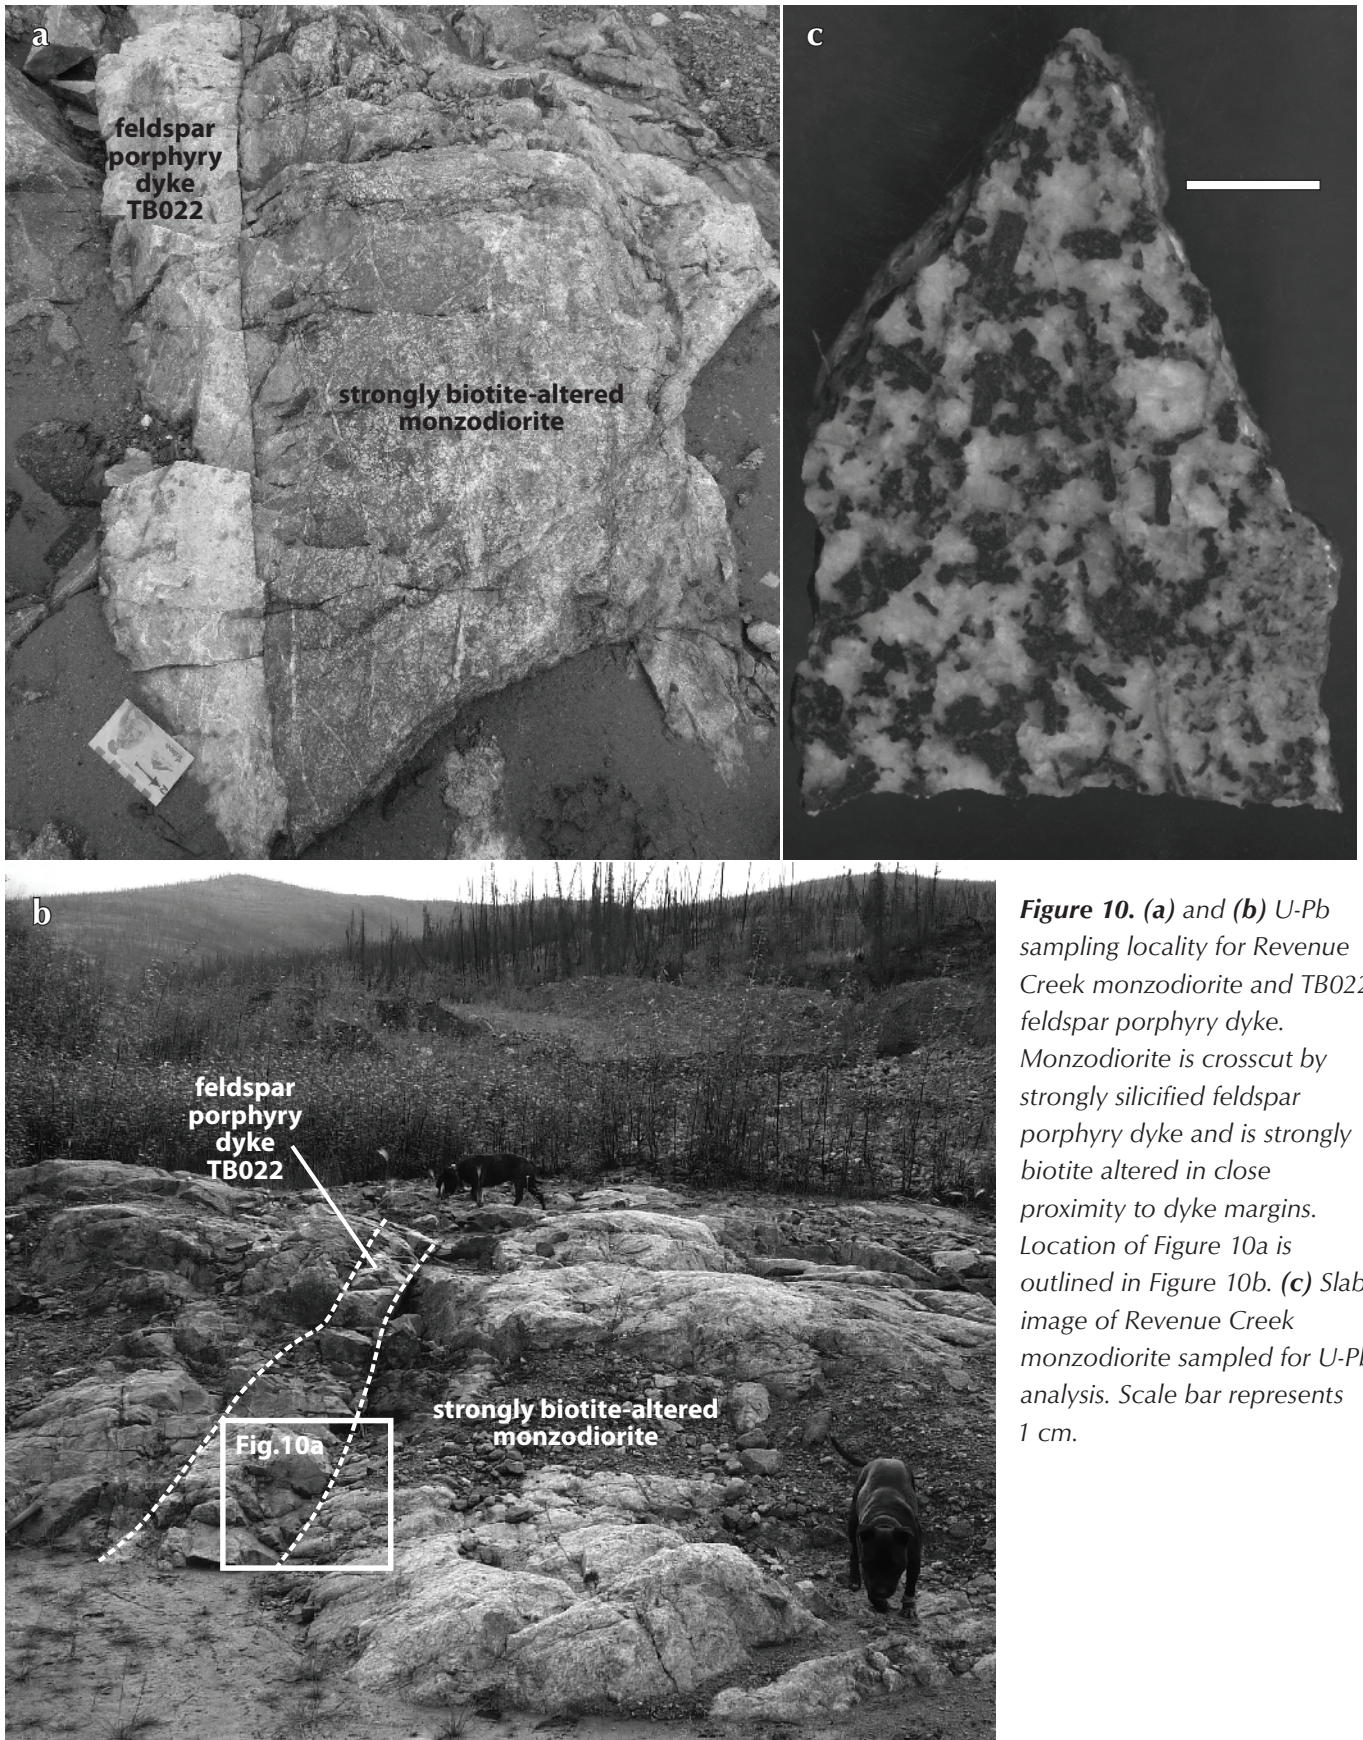 a
feldspar
porphyry
dyke
TB022
strongly biotite-altered
monzodiorite
c
b
feldspar
porphyry
dyke
TB022
strongly biotite-altered
monzodiorite
Fig.10a
Figure 10. (a) and (b) U-Pb
sampling locality for Revenue
Creek monzodiorite and TB022
feldspar porphyry dyke.
Monzodiorite is crosscut by
strongly silicified feldspar
porphyry dyke and is strongly
biotite altered in close
proximity to dyke margins.
Location of Figure 10a is
outlined in Figure 10b. (c) Slab
image of Revenue Creek
monzodiorite sampled for U-Pb
analysis. Scale bar represents
1 cm.